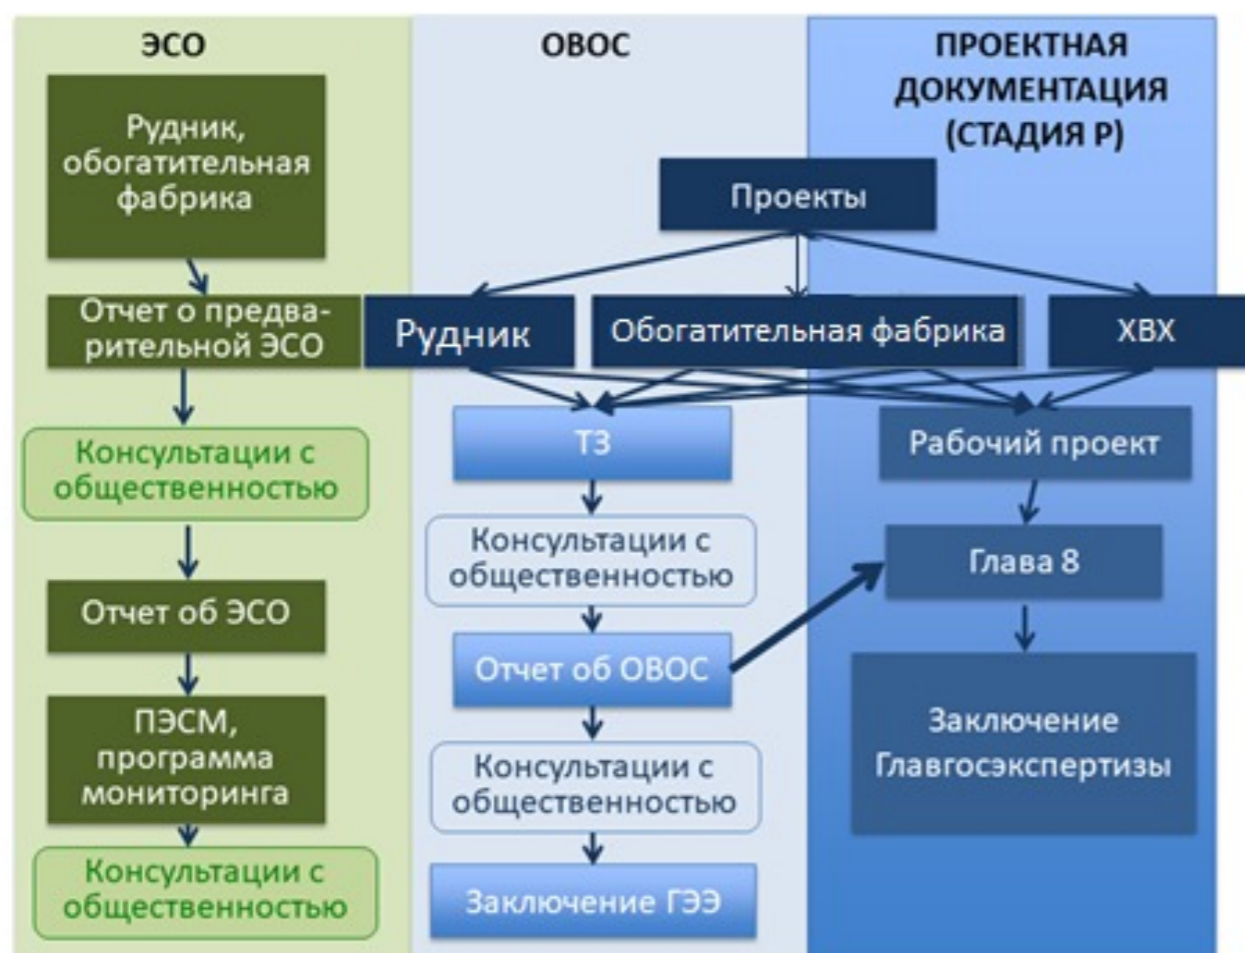 ЭСО
Рудник,
обогатительная
фабрика
Отчет о предва-
рительной ЭСО
Консультации с
общественностью
Отчет об ЭСО
ПЭСМ,
программа
мониторинга
Консультации с
общественностью
ОВОС
ПРОЕКТНАЯ
ДОКУМЕНТАЦИЯ
(СТАДИЯ Р)
Проекты
Рудник
Обогатительная фабрика
ХВХ
ТЗ
Консультации с
общественностью
Отчет об ОВОС
Консультации с
общественностью
Заключение ГЭЭ
Рабочий проект
Глава 8
Заключение
Главгосэкспертизы